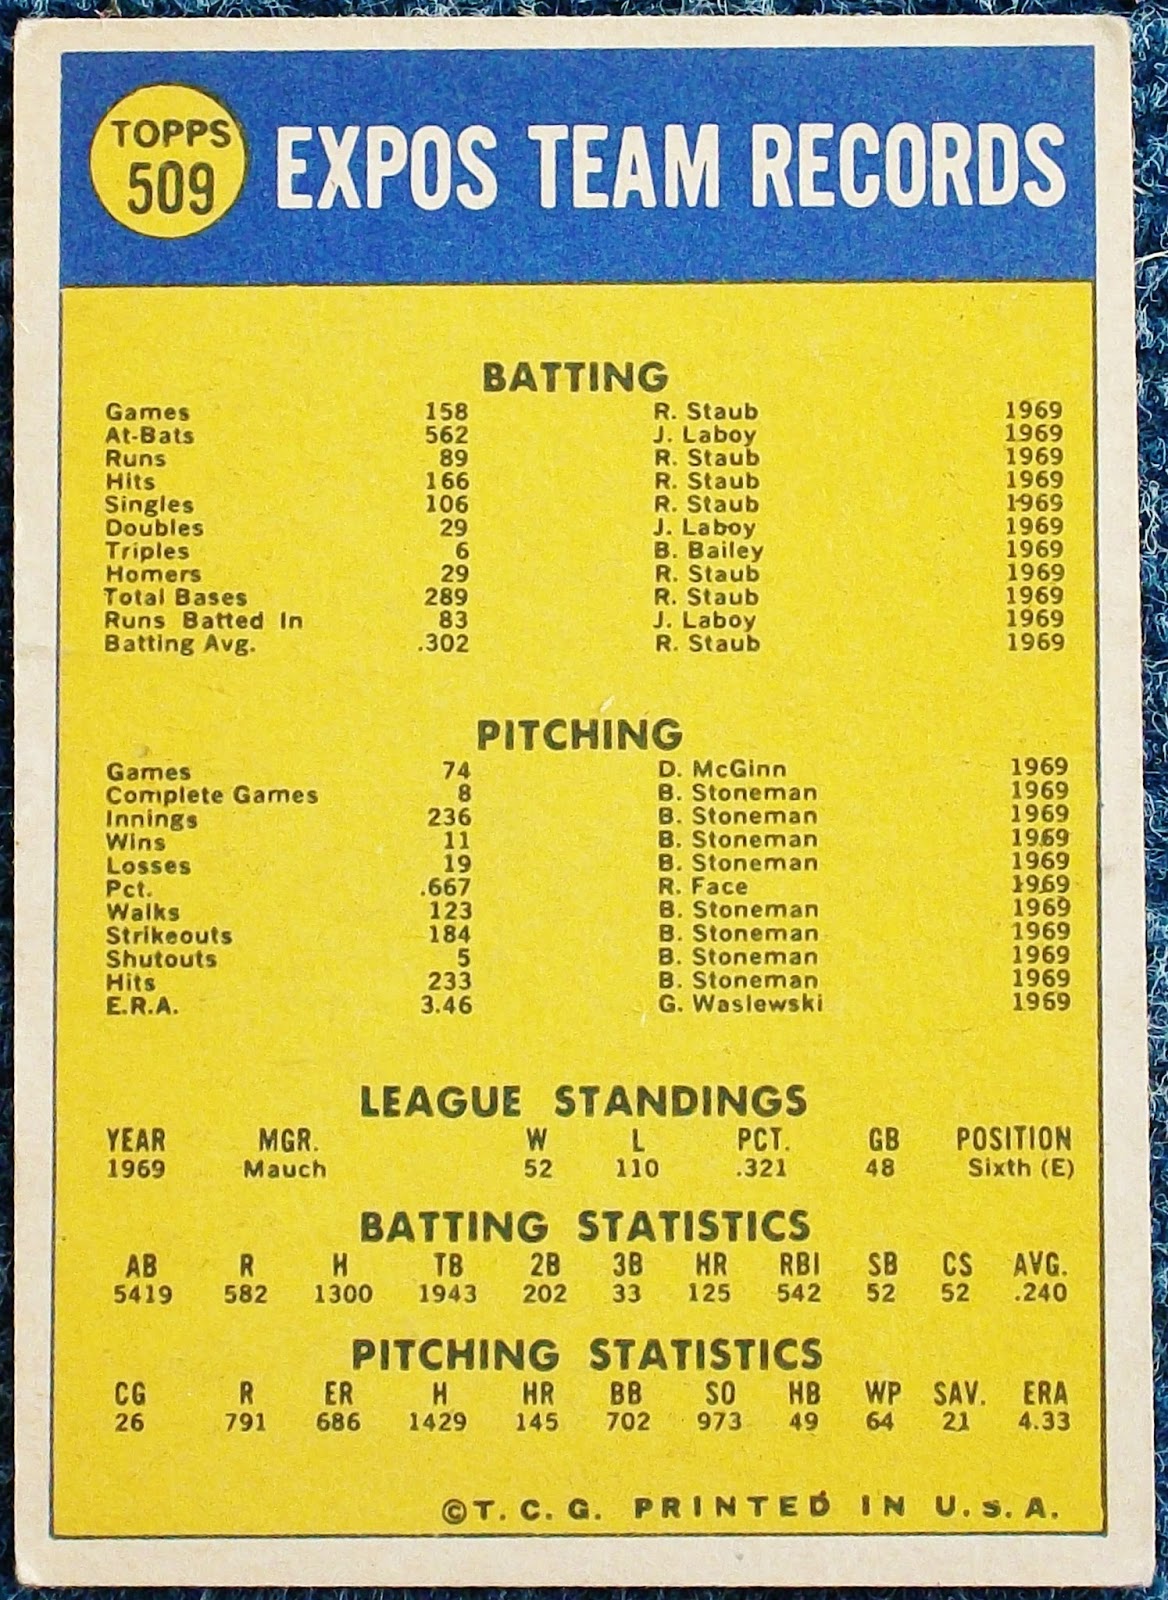 TOPPS
509
EXPOS TEAM RECORDS
BATTING
Games 158 R. Staub 1969
At-Bats 562 J. Laboy 1969
Runs 89 R. Staub 1969
Hits 166 R. Staub 1969
Singles 106 R. Staub 1969
Doubles 29 J. Laboy 1969
Triples 6 B. Bailey 1969
Homers 29 R. Staub 1969
Total Bases 289 R. Staub 1969
Runs Batted In 83 J. Laboy 1969
Batting Avg. .302 R. Staub 1969
PITCHING
Games 74 D. McGinn 1969
Complete Games 8 B. Stoneman 1969
Innings 236 B. Stoneman 1969
Wins 11 B. Stoneman 1969
Losses 19 B. Stoneman 1969
Pct. .667 R. Face 1969
Walks 123 B. Stoneman 1969
Strikeouts 184 B. Stoneman 1969
Shutouts 5 B. Stoneman 1969
Hits 233 B. Stoneman 1969
E.R.A. 3.46 G. Waslewski 1969
LEAGUE STANDINGS
YEAR MGR. W L PCT. GB POSITION
1969 Mauch 52 110 .321 48 Sixth (E)
BATTING STATISTICS
AB R H TB 2B 3B HR RBI SB CS AVG.
5419 582 1300 1943 202 33 125 542 52 52 .240
PITCHING STATISTICS
CG R ER H HR BB SO HB WP SAV. ERA
26 791 686 1429 145 702 973 49 64 21 4.33
©T. C. G. PRINTED IN U. S. A.